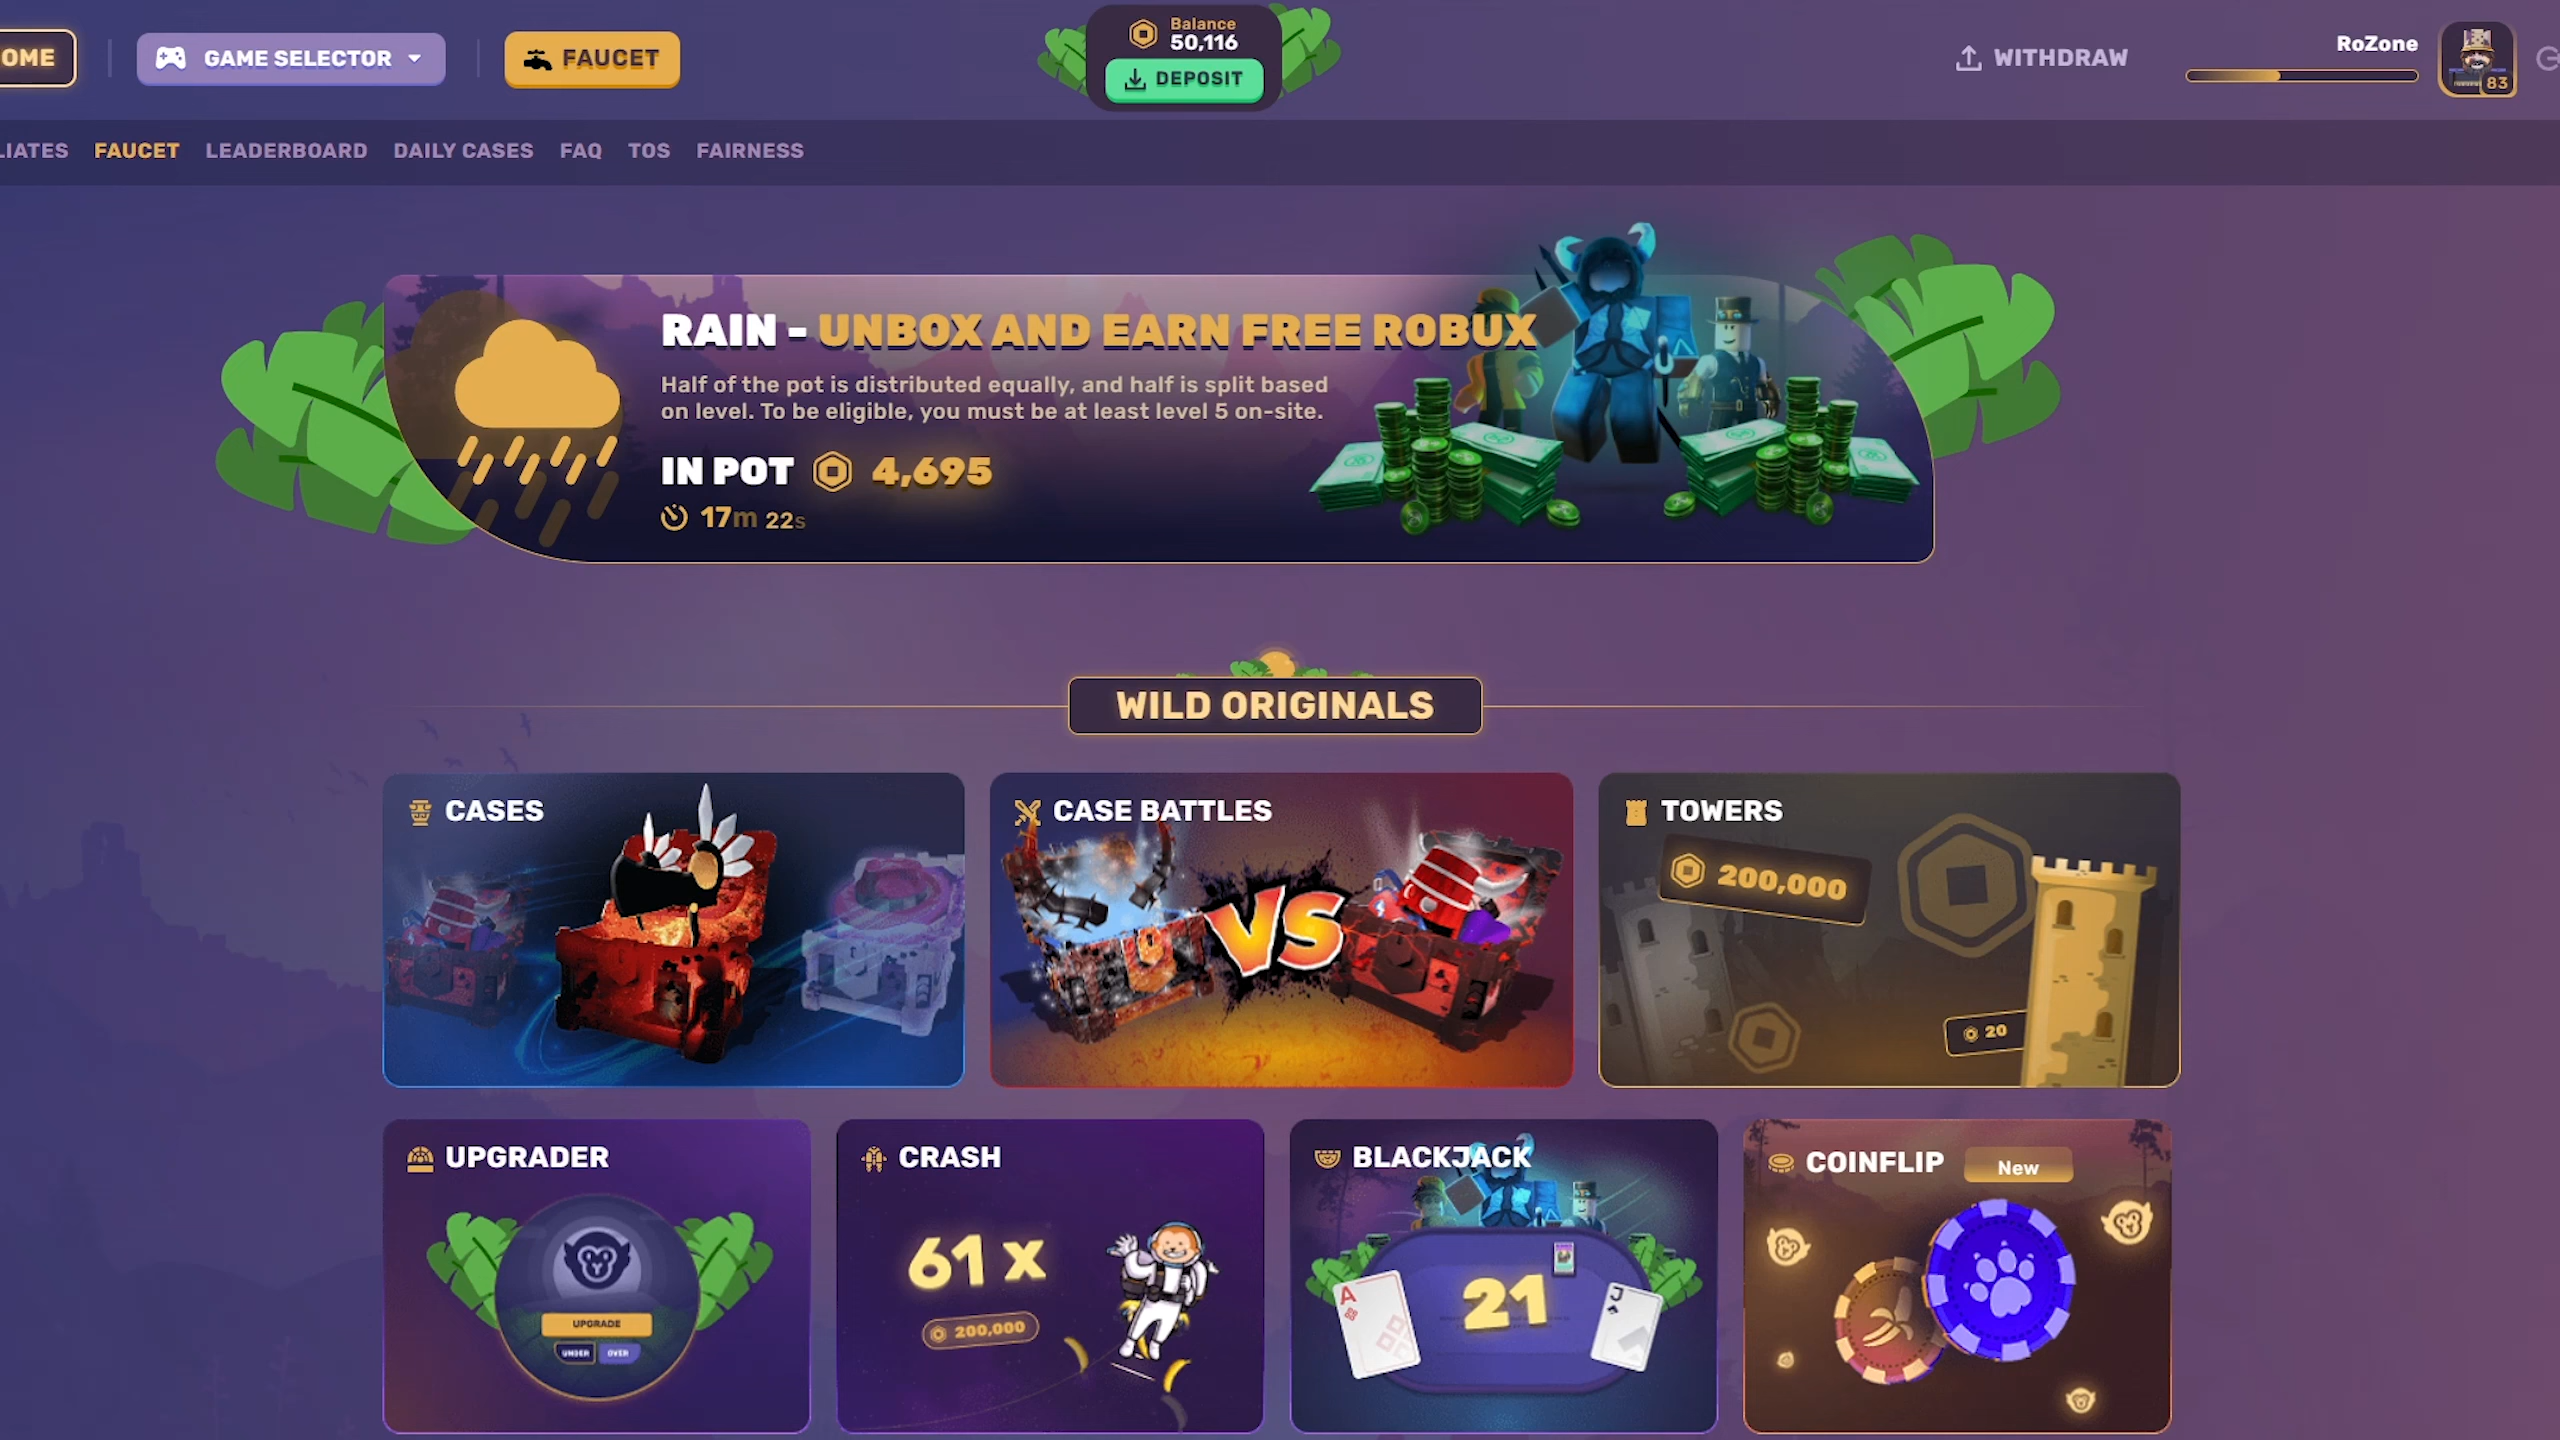 OME
GAME SELECTOR
FAUCET
Balance
50,116
DEPOSIT
WITHDRAW
RoZone
83
LIATES
FAUCET
LEADERBOARD
DAILY CASES
FAQ
TOS
FAIRNESS
RAIN - UNBOX AND EARN FREE ROBUX
Half of the pot is distributed equally, and half is split based
on level. To be eligible, you must be at least level 5 on-site.
IN POT 4,695
17m 22s
WILD ORIGINALS
CASES
CASE BATTLES
VS
TOWERS
200,000
20
UPGRADER
UPGRADE
UNDER OVER
CRASH
61 x
200,000
BLACKJACK
A
21
J
COINFLIP
New